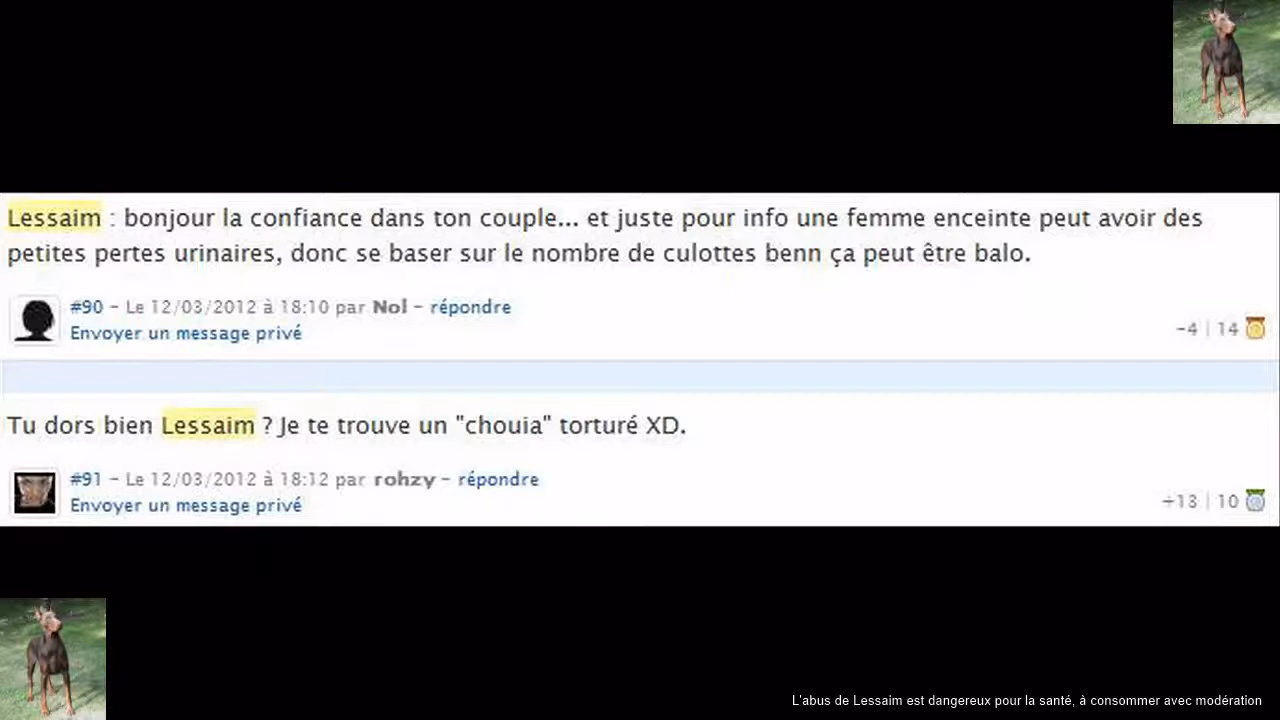 Lessaim : bonjour la confiance dans ton couple... et juste pour info une femme enceinte peut avoir des
petites pertes urinaires, donc se baser sur le nombre de culottes benn ça peut être balo.
#90 - Le 12/03/2012 à 18:10 par Nol - répondre
Envoyer un message privé
-4 | 14
Tu dors bien Lessaim ? Je te trouve un "chouia" torturé XD.
#91 - Le 12/03/2012 à 18:12 par rohzy - répondre
Envoyer un message privé
+13 | 10
L'abus de Lessaim est dangereux pour la santé, à consommer avec modération